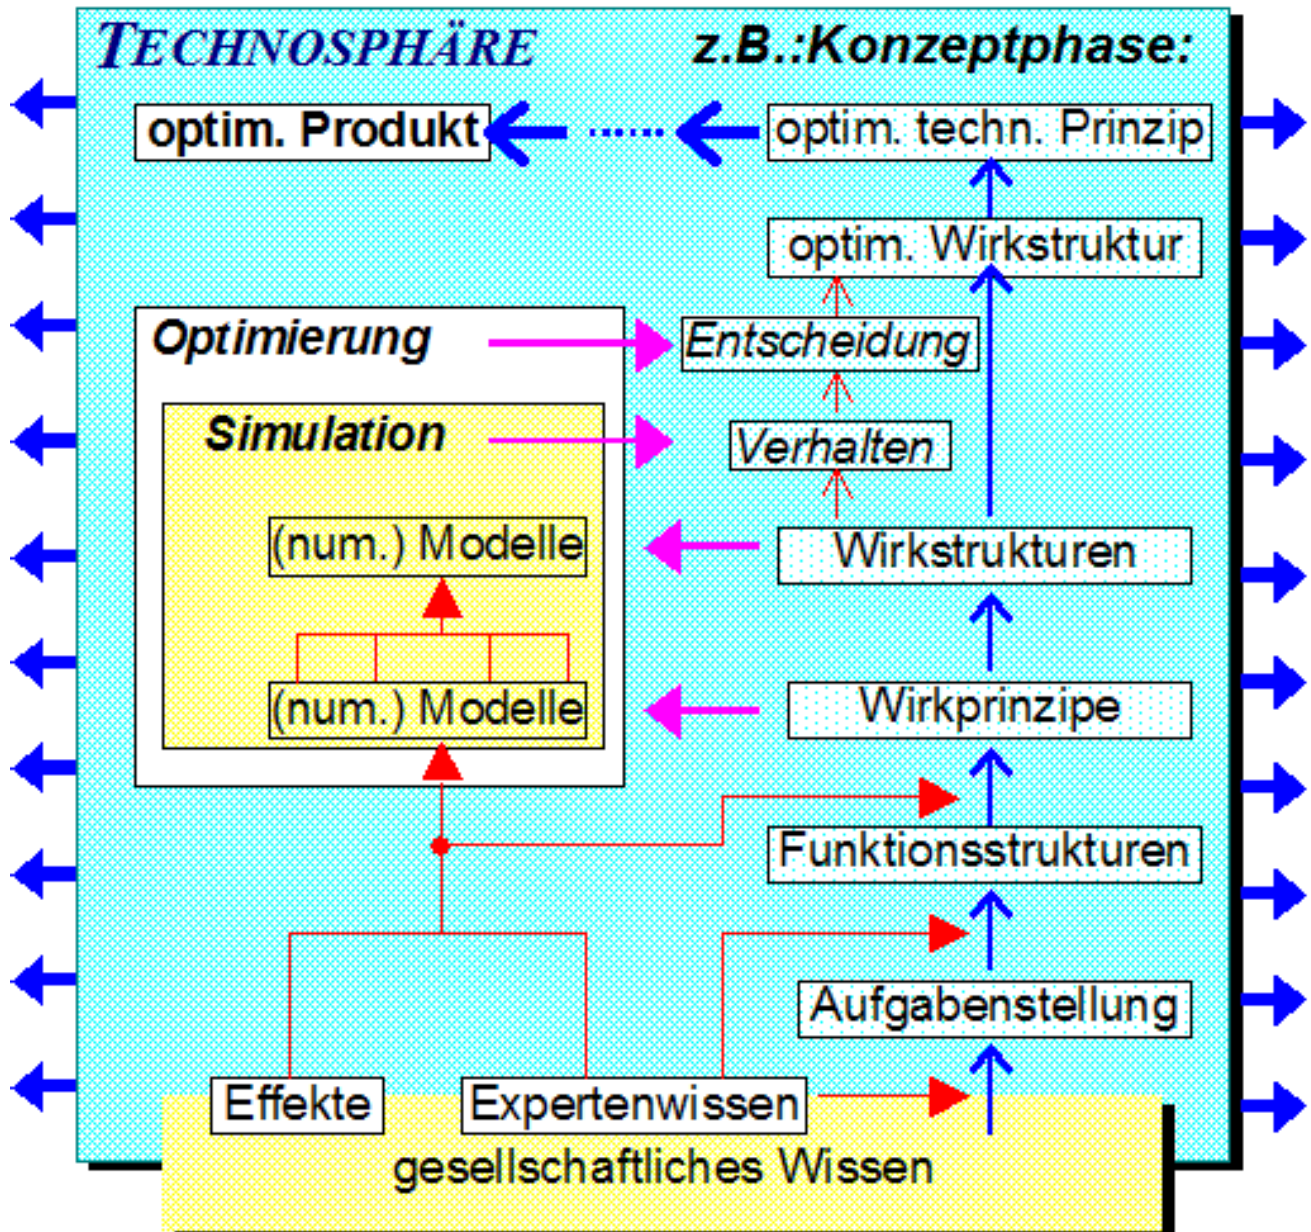 TECHNOSPHÄRE
z.B.:Konzeptphase:
optim. Produkt
optim. techn. Prinzip
optim. Wirkstruktur
Optimierung
Entscheidung
Simulation
Verhalten
(num.) Modelle
Wirkstrukturen
(num.) Modelle
Wirkprinzipe
Funktionsstrukturen
Aufgabenstellung
Effekte
Expertenwissen
gesellschaftliches Wissen